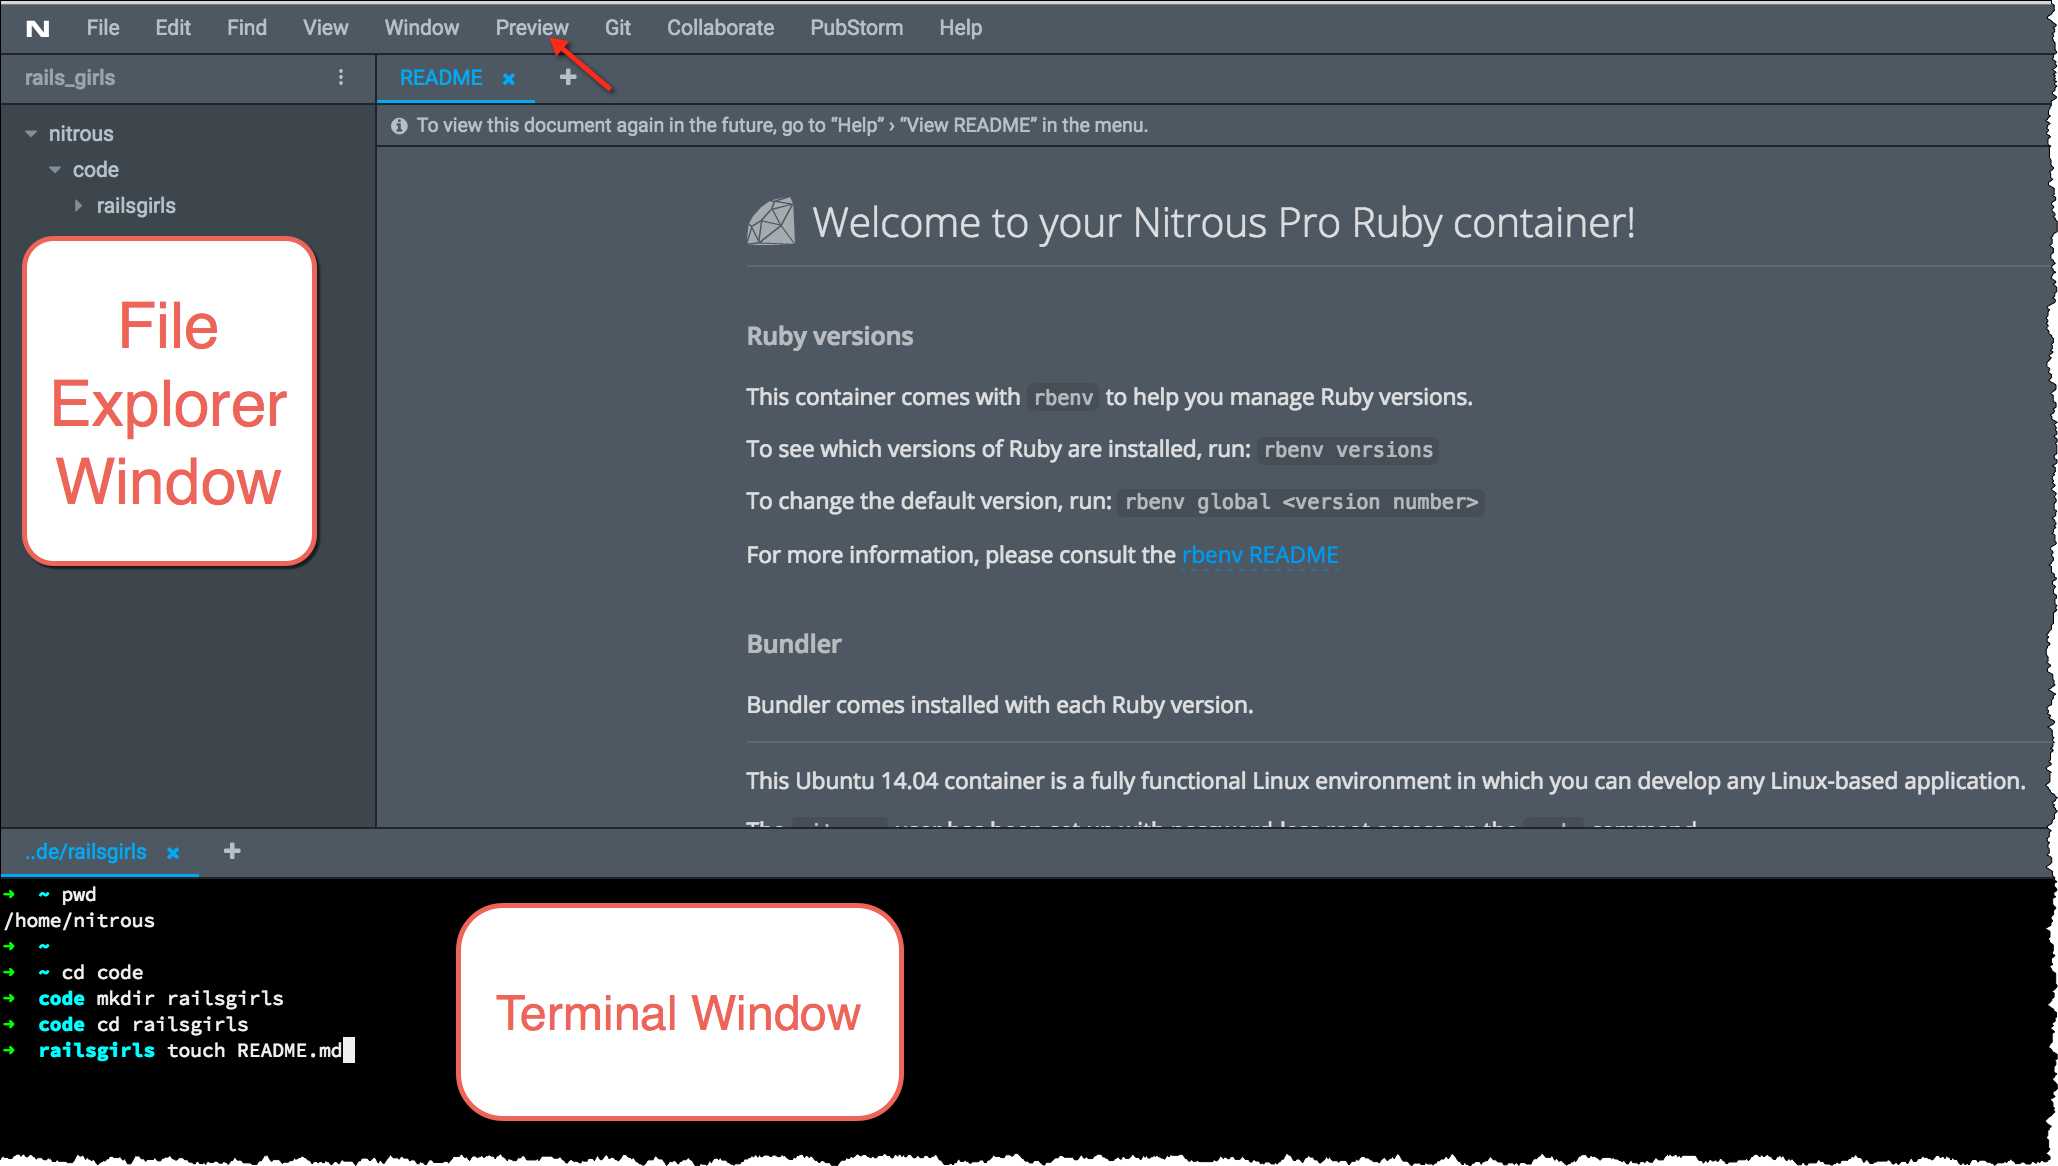 N File Edit Find View Window Preview Git Collaborate PubStorm Help
rails_girls
README × +
To view this document again in the future, go to “Help” › “View README” in the menu.
nitrous
code
railsgirls
File
Explorer
Window
Welcome to your Nitrous Pro Ruby container!
Ruby versions
This container comes with rbenv to help you manage Ruby versions.
To see which versions of Ruby are installed, run: rbenv versions
To change the default version, run: rbenv global <version number>
For more information, please consult the rbenv README
Bundler
Bundler comes installed with each Ruby version.
This Ubuntu 14.04 container is a fully functional Linux environment in which you can develop any Linux-based application.
..de/railsgirls × +
➜ ~ pwd
/home/nitrous
➜ ~
➜ ~ cd code
➜ code mkdir railsgirls
➜ code cd railsgirls
➜ railsgirls touch README.md
Terminal Window